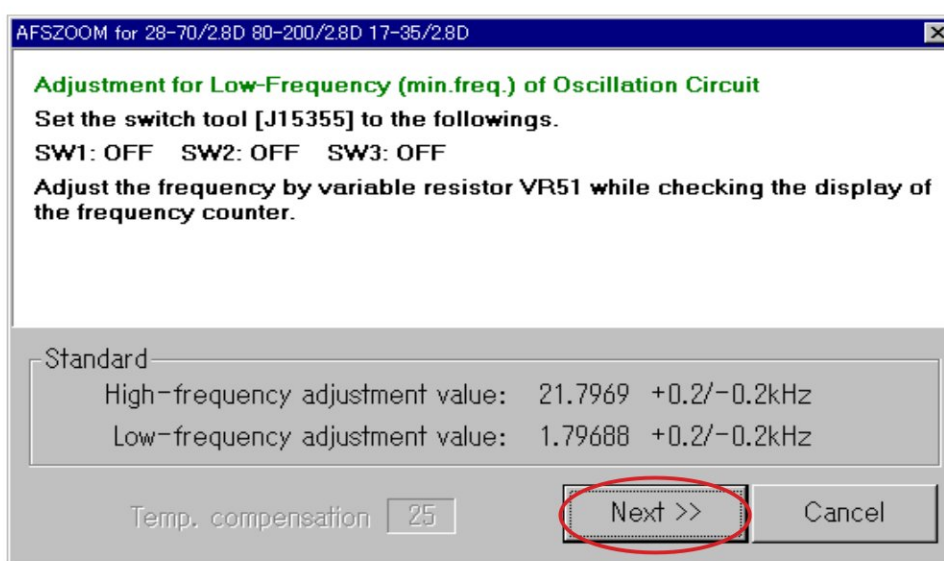 AFSZOOM for 28-70/2.8D 80-200/2.8D 17-35/2.8D
Adjustment for Low-Frequency (min.freq.) of Oscillation Circuit
Set the switch tool [J15355] to the followings.
SW1: OFF SW2: OFF SW3: OFF
Adjust the frequency by variable resistor VR51 while checking the display of
the frequency counter.
Standard
High-frequency adjustment value: 21.7969 +0.2/-0.2kHz
Low-frequency adjustment value: 1.79688 +0.2/-0.2kHz
Temp. compensation 25
Next >>
Cancel